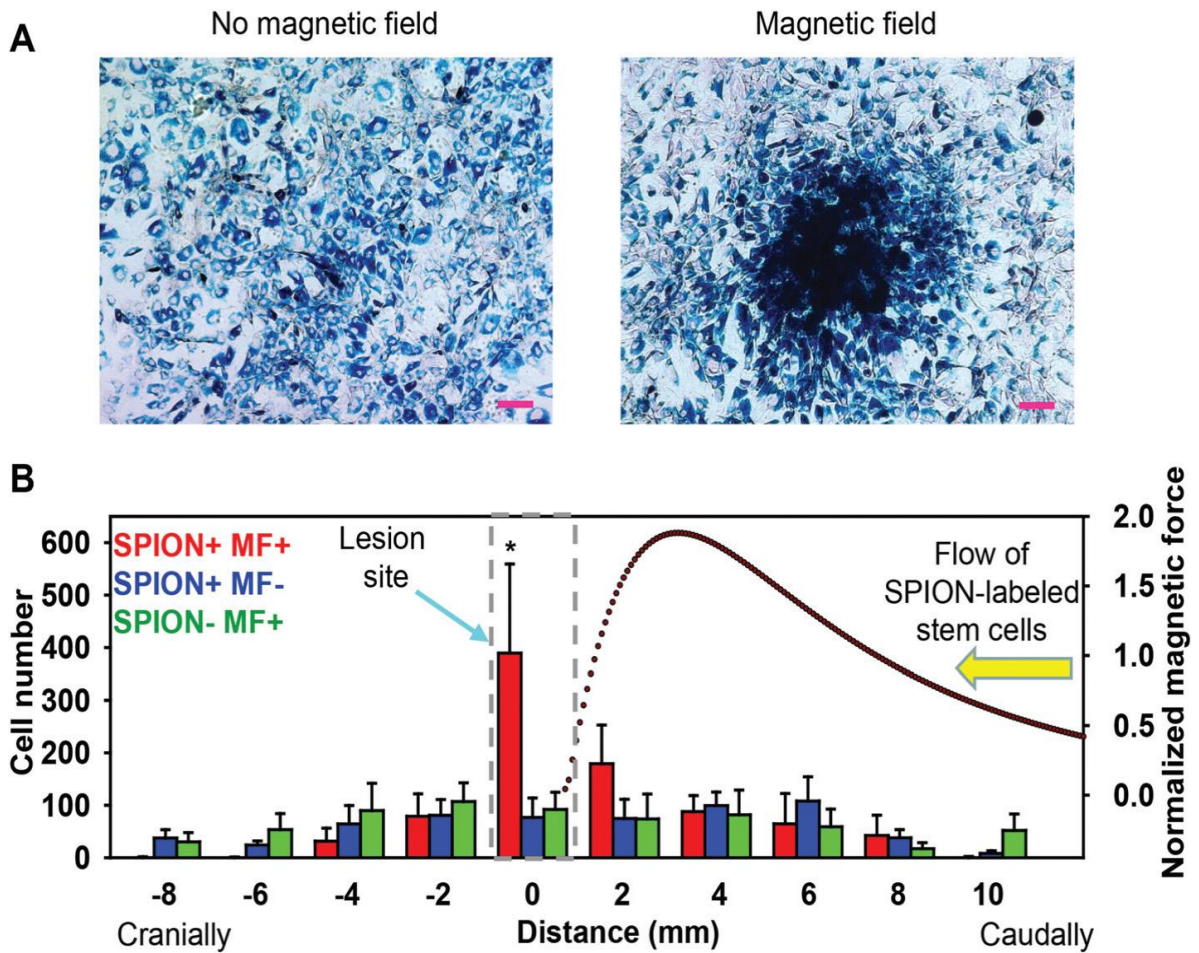 A
No magnetic field
Magnetic field
B
SPION+ MF+
SPION+ MF-
SPION- MF+
Lesion
site
*
Flow of
SPION-labeled
stem cells
Cell number
600
500
400
300
200
100
0
Normalized magnetic force
2.0
1.5
1.0
0.5
0.0
-8 -6 -4 -2 0 2 4 6 8 10
Cranially
Distance (mm)
Caudally